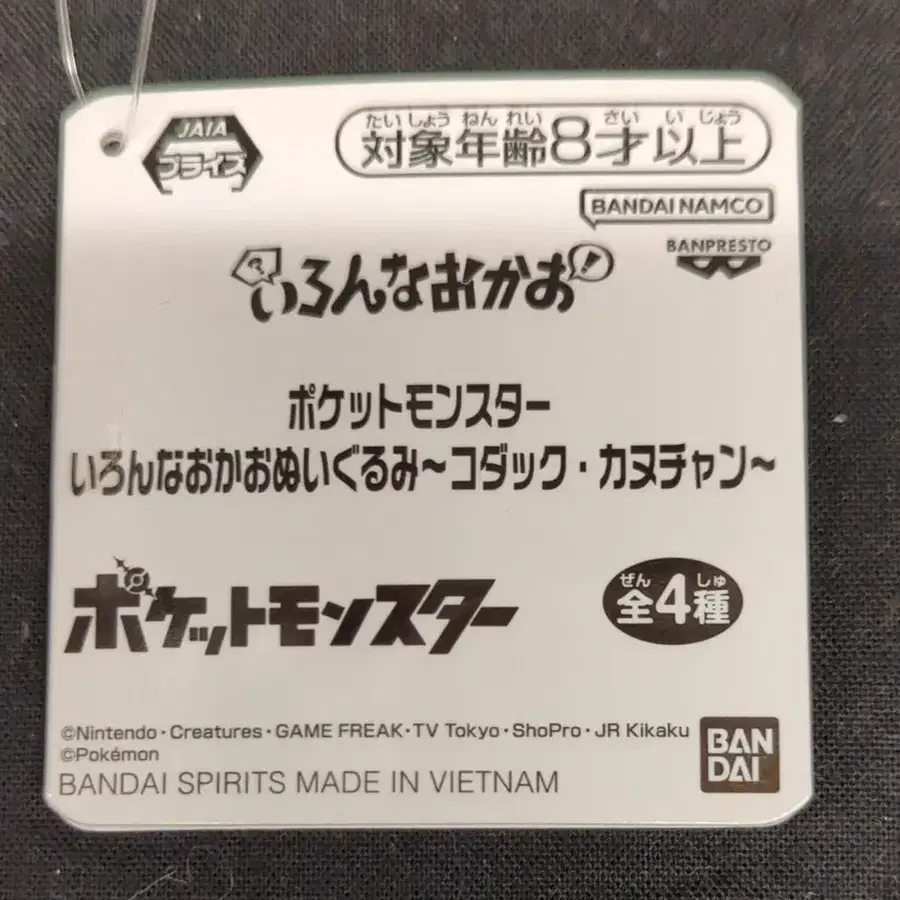 JAIA
プライズ
たいしょうねんれい さいいじょう
対象年齢8才以上
BANDAI NAMCO
BANPRESTO
?いろんなおかお!
ポケットモンスター
いろんなおかおぬいぐるみ~コダック・カヌチャン~
ポケットモンスター
ぜん しゅ
全4種
©Nintendo・Creatures・GAME FREAK・TV Tokyo・ShoPro・JR Kikaku
©Pokémon
BANDAI SPIRITS MADE IN VIETNAM
BAN
DAI